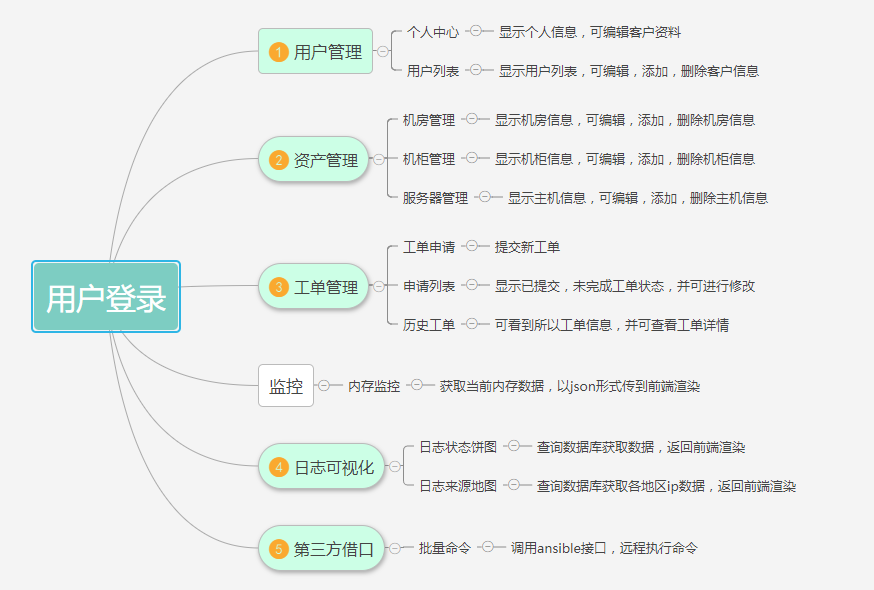 用户登录
1 用户管理
个人中心
显示个人信息，可编辑客户资料
用户列表
显示用户列表，可编辑，添加，删除客户信息
2 资产管理
机房管理
显示机房信息，可编辑，添加，删除机房信息
机柜管理
显示机柜信息，可编辑，添加，删除机柜信息
服务器管理
显示主机信息，可编辑，添加，删除主机信息
3 工单管理
工单申请
提交新工单
申请列表
显示已提交，未完成工单状态，并可进行修改
历史工单
可看到所以工单信息，并可查看工单详情
监控
内存监控
获取当前内存数据，以json形式传到前端渲染
4 日志可视化
日志状态饼图
查询数据库获取数据，返回前端渲染
日志来源地图
查询数据库获取各地区ip数据，返回前端渲染
5 第三方借口
批量命令
调用ansible接口，远程执行命令